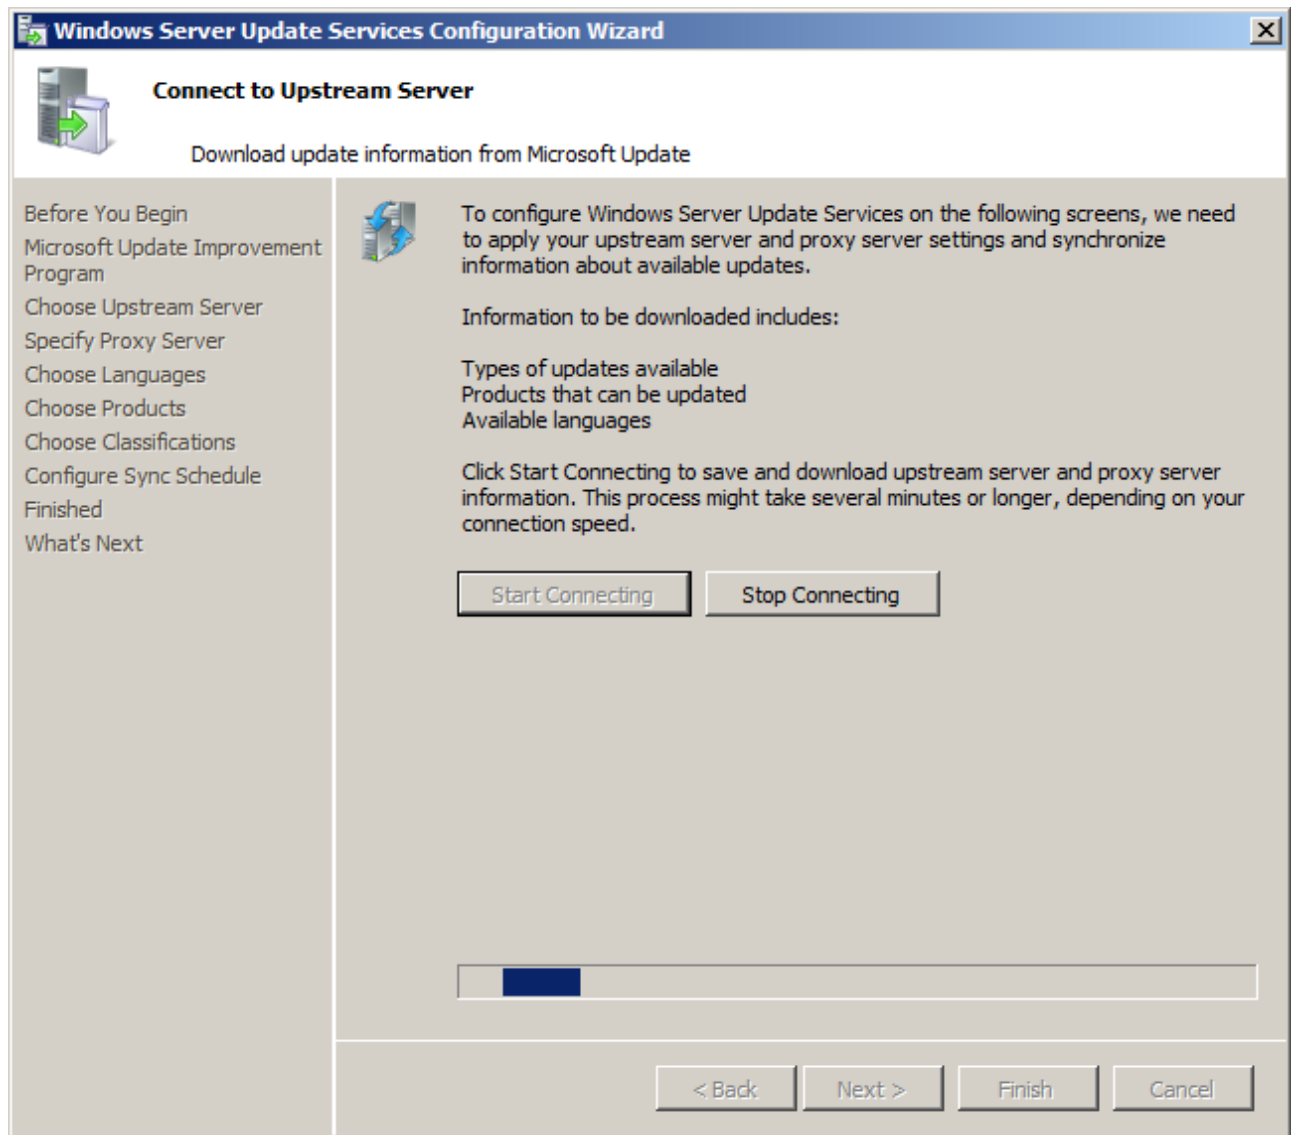 Windows Server Update Services Configuration Wizard
Connect to Upstream Server
Download update information from Microsoft Update
Before You Begin
Microsoft Update Improvement
Program
Choose Upstream Server
Specify Proxy Server
Choose Languages
Choose Products
Choose Classifications
Configure Sync Schedule
Finished
What's Next
To configure Windows Server Update Services on the following screens, we need
to apply your upstream server and proxy server settings and synchronize
information about available updates.
Information to be downloaded includes:
Types of updates available
Products that can be updated
Available languages
Click Start Connecting to save and download upstream server and proxy server
information. This process might take several minutes or longer, depending on your
connection speed.
Start Connecting
Stop Connecting
< Back
Next >
Finish
Cancel